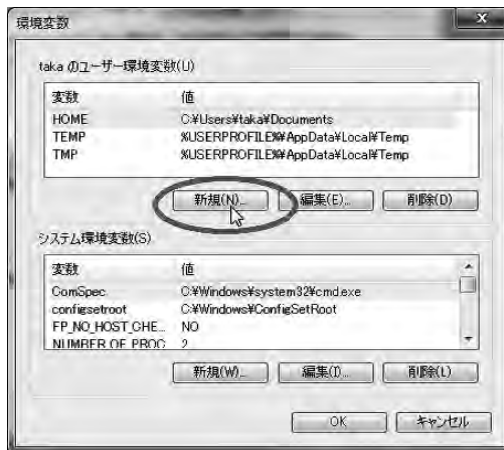 環境変数
x
taka のユーザー環境変数(U)
変数 値
HOME C:¥Users¥taka¥Documents
TEMP %USERPROFILE%¥AppData¥Local¥Temp
TMP %USERPROFILE%¥AppData¥Local¥Temp
新規(N)... 編集(E)... 削除(D)
システム環境変数(S)
変数 値
ComSpec C:¥Windows¥system32¥cmd.exe
configsetroot C:¥Windows¥ConfigSetRoot
FP_NO_HOST_CHE... NO
NUMBER_OF_PROC... 2
新規(W)... 編集(I)... 削除(L)
OK キャンセル